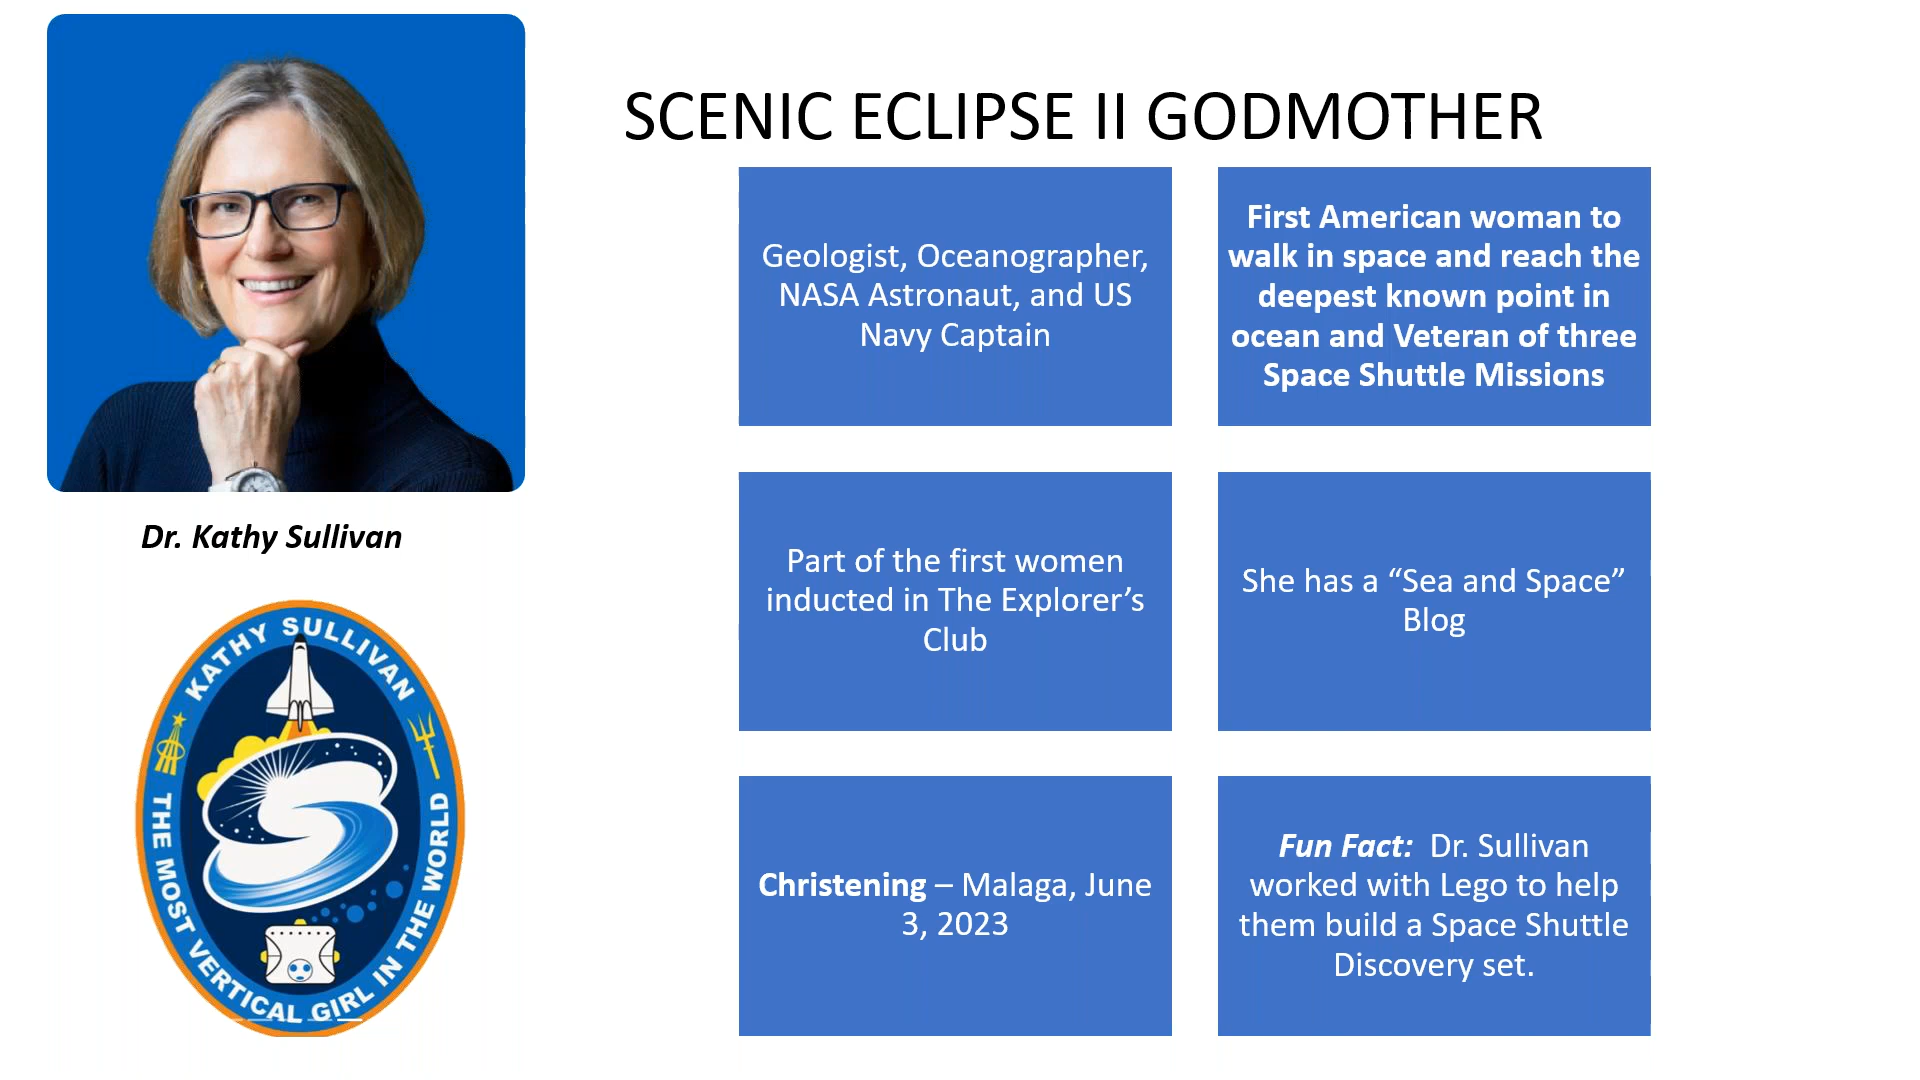 SCENIC ECLIPSE II GODMOTHER
Dr. Kathy Sullivan
KATHY SULLIVAN
THE MOST VERTICAL GIRL IN THE WORLD
Geologist, Oceanographer,
NASA Astronaut, and US
Navy Captain
First American woman to
walk in space and reach the
deepest known point in
ocean and Veteran of three
Space Shuttle Missions
Part of the first women
inducted in The Explorer’s
Club
She has a “Sea and Space”
Blog
Christening – Malaga, June
3, 2023
Fun Fact:  Dr. Sullivan
worked with Lego to help
them build a Space Shuttle
Discovery set.